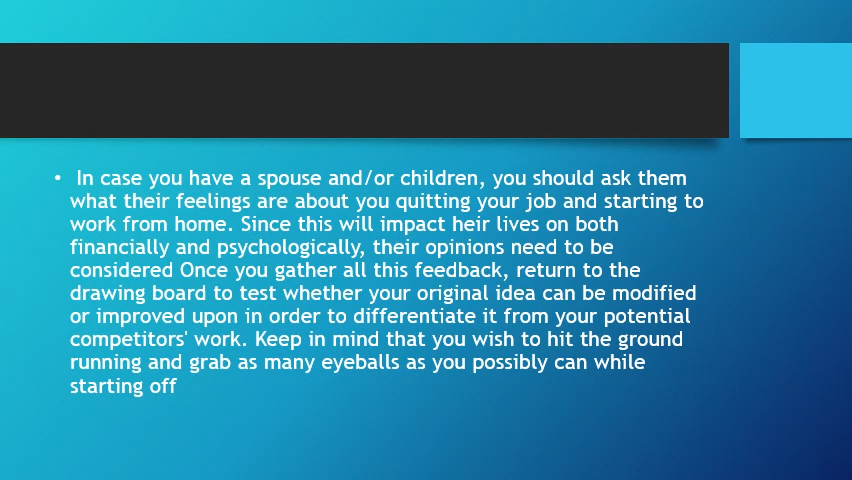 •  In case you have a spouse and/or children, you should ask them
what their feelings are about you quitting your job and starting to
work from home. Since this will impact heir lives on both
financially and psychologically, their opinions need to be
considered Once you gather all this feedback, return to the
drawing board to test whether your original idea can be modified
or improved upon in order to differentiate it from your potential
competitors' work. Keep in mind that you wish to hit the ground
running and grab as many eyeballs as you possibly can while
starting off